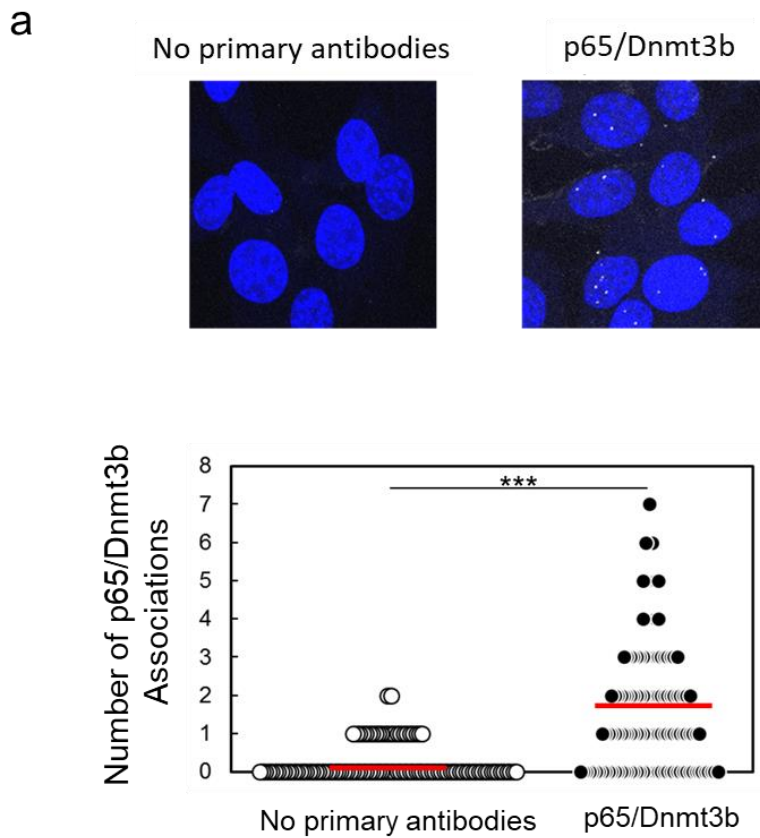 a
No primary antibodies
p65/Dnmt3b
Number of p65/Dnmt3b
Associations
8
7
6
5
4
3
2
1
0
***
No primary antibodies
p65/Dnmt3b